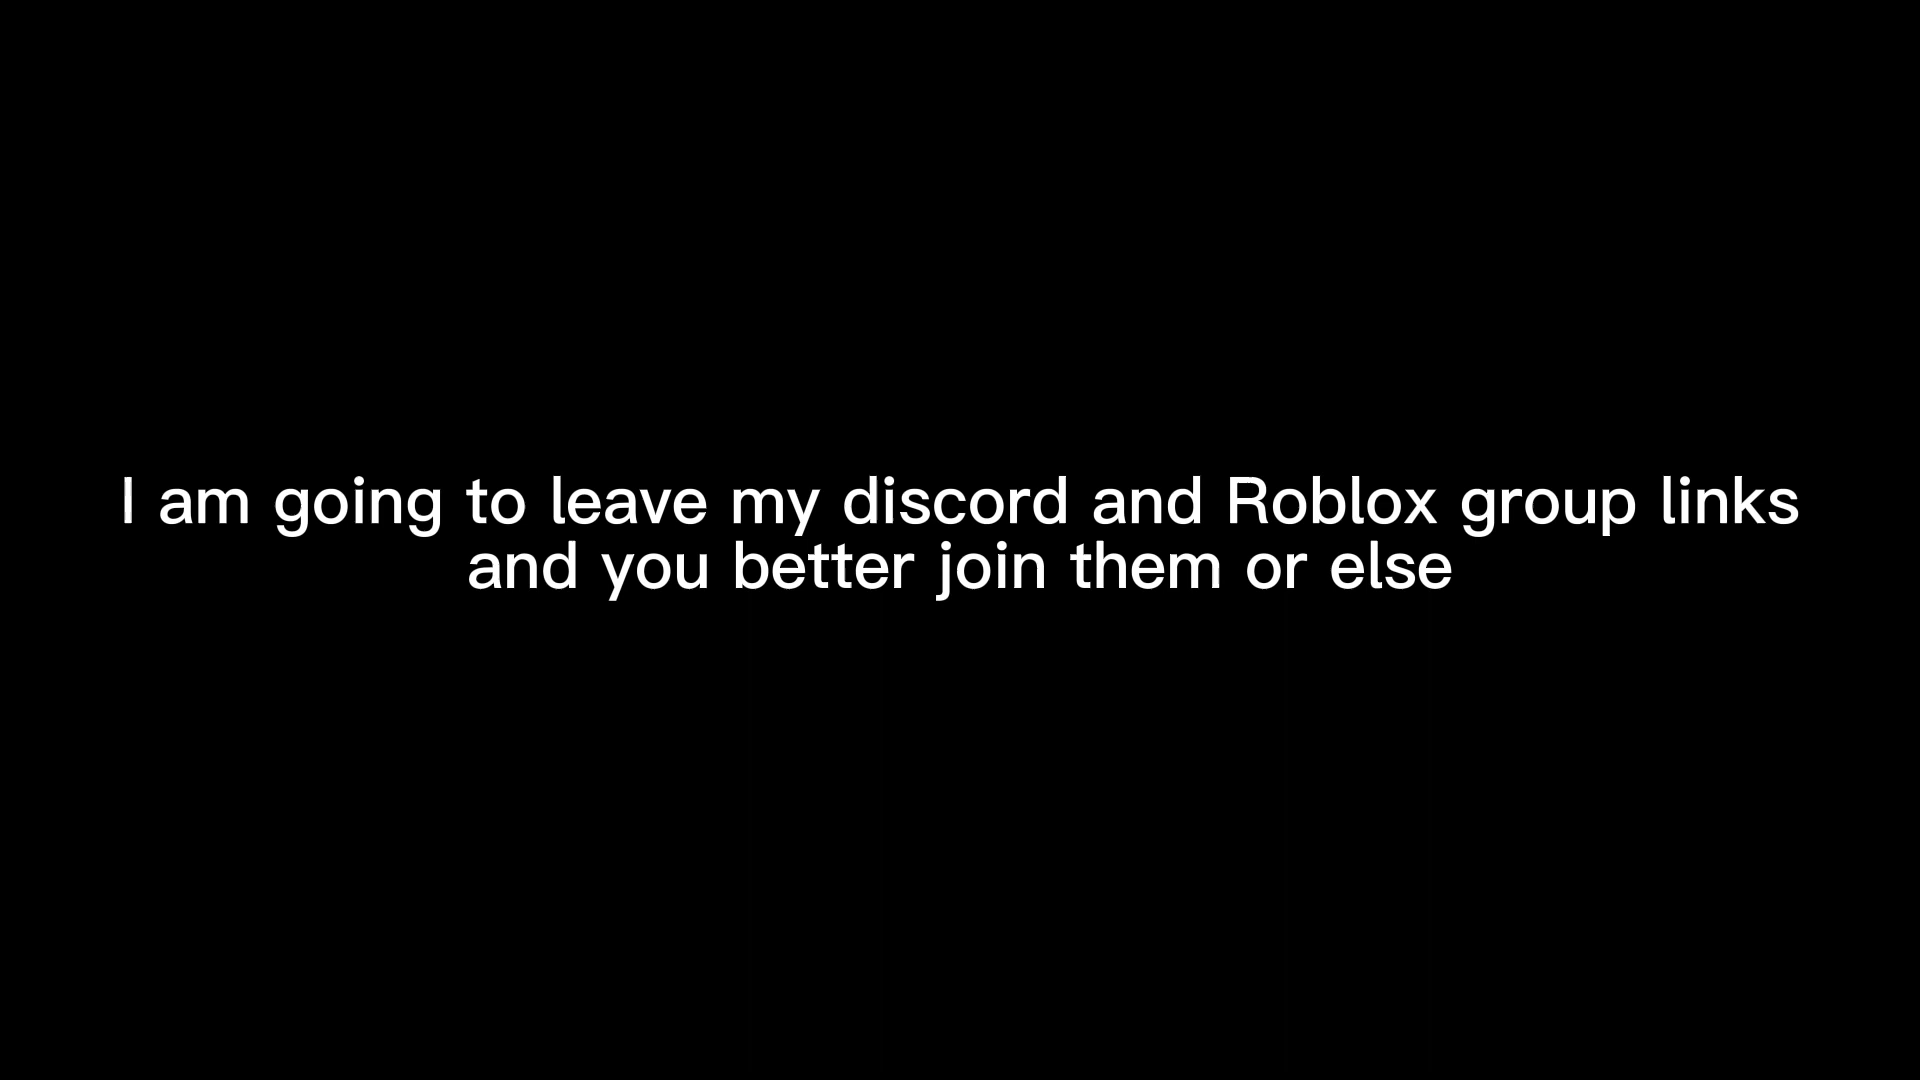 I am going to leave my discord and Roblox group links
and you better join them or else